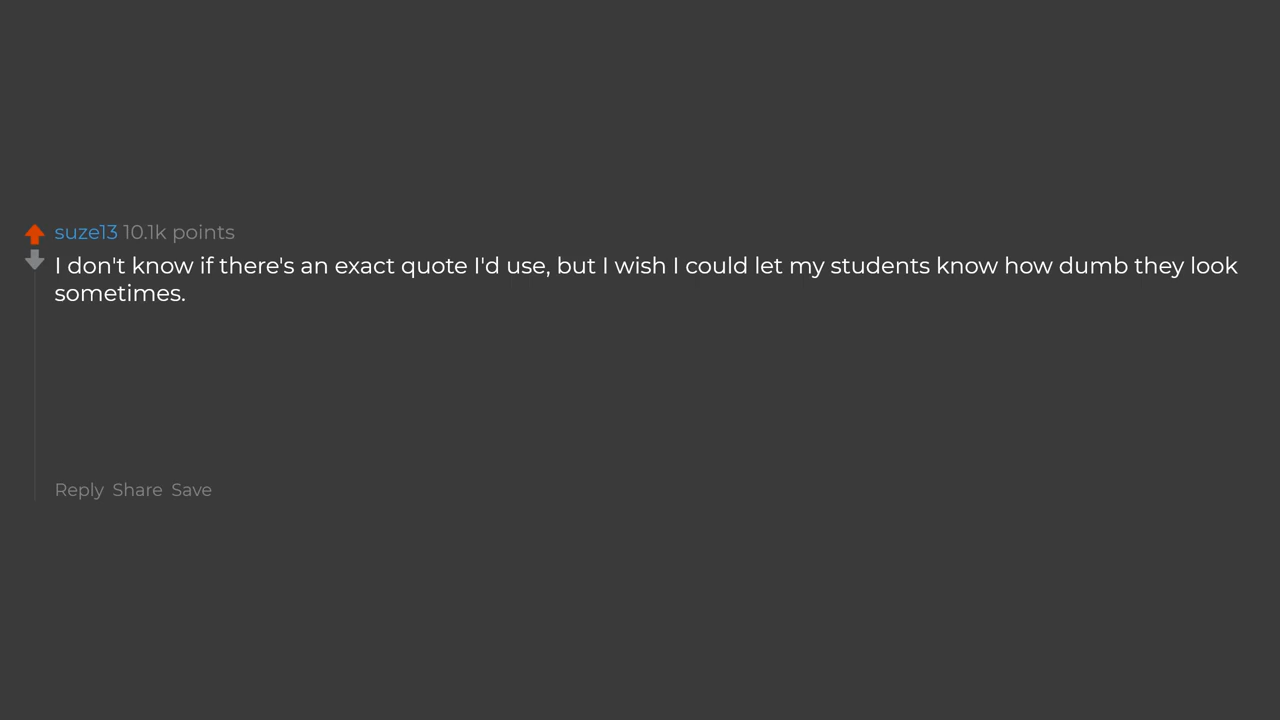 suze13 10.1k points
I don't know if there's an exact quote I'd use, but I wish I could let my students know how dumb they look
sometimes.
Reply Share Save